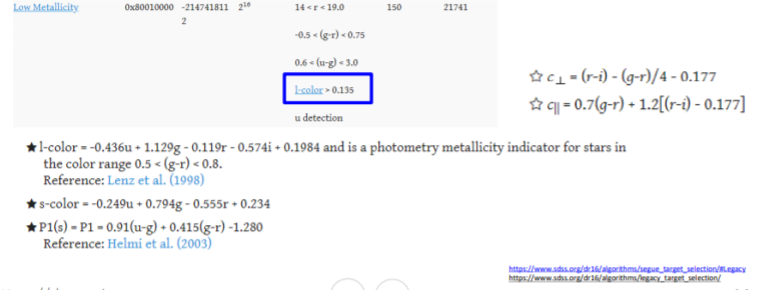 Low Metallicity 0x80010000 -214741811 2^16 14 < r < 19.0 150 21741
2
-0.5 < (g-r) < 0.75
0.6 < (u-g) < 3.0
l-color > 0.135
u detection
☆ c⊥ = (r-i) - (g-r)/4 - 0.177
☆ c|| = 0.7(g-r) + 1.2[(r-i) - 0.177]
★ l-color = -0.436u + 1.129g - 0.119r - 0.574i + 0.1984 and is a photometry metallicity indicator for stars in
the color range 0.5 < (g-r) < 0.8.
Reference: Lenz et al. (1998)
★ s-color = -0.249u + 0.794g - 0.555r + 0.234
★ P1(s) = P1 = 0.91(u-g) + 0.415(g-r) -1.280
Reference: Helmi et al. (2003)
https://www.sdss.org/dr16/algorithms/segue_target_selection/#Legacy
https://www.sdss.org/dr16/algorithms/legacy_target_selection/